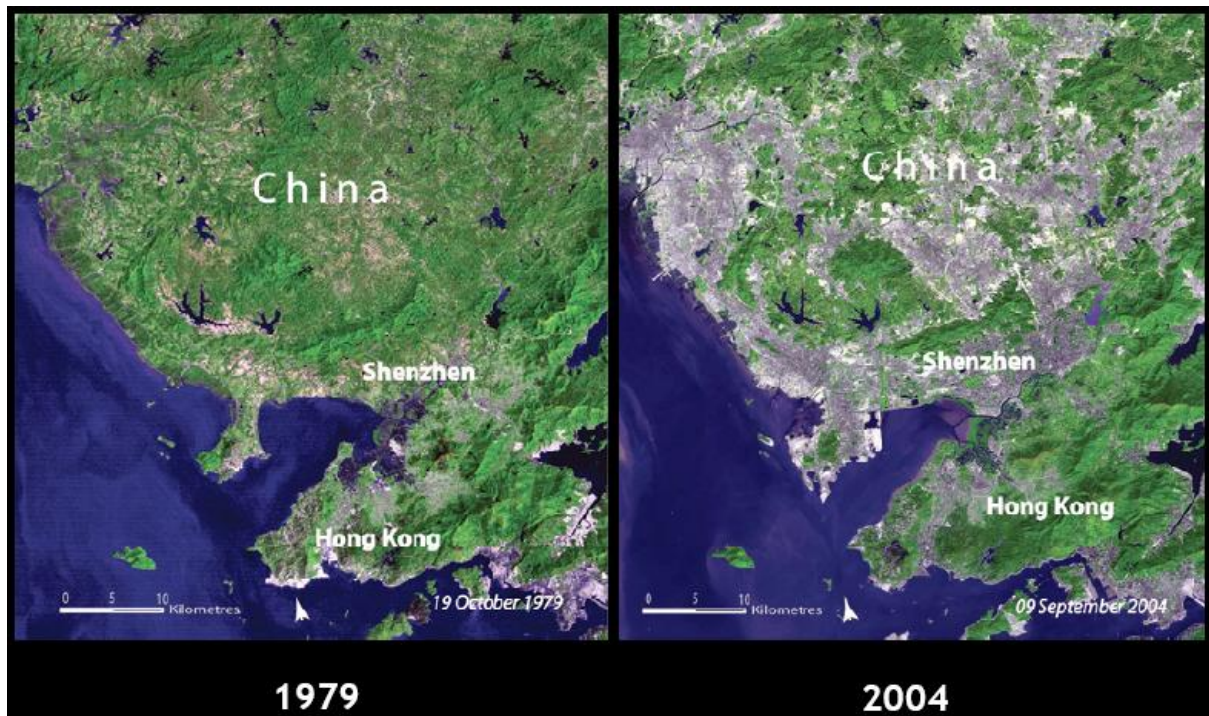 China
Shenzhen
Hong Kong
0 5 10 Kilometres
19 October 1979
1979
China
Shenzhen
Hong Kong
0 5 10 Kilometres
09 September 2004
2004